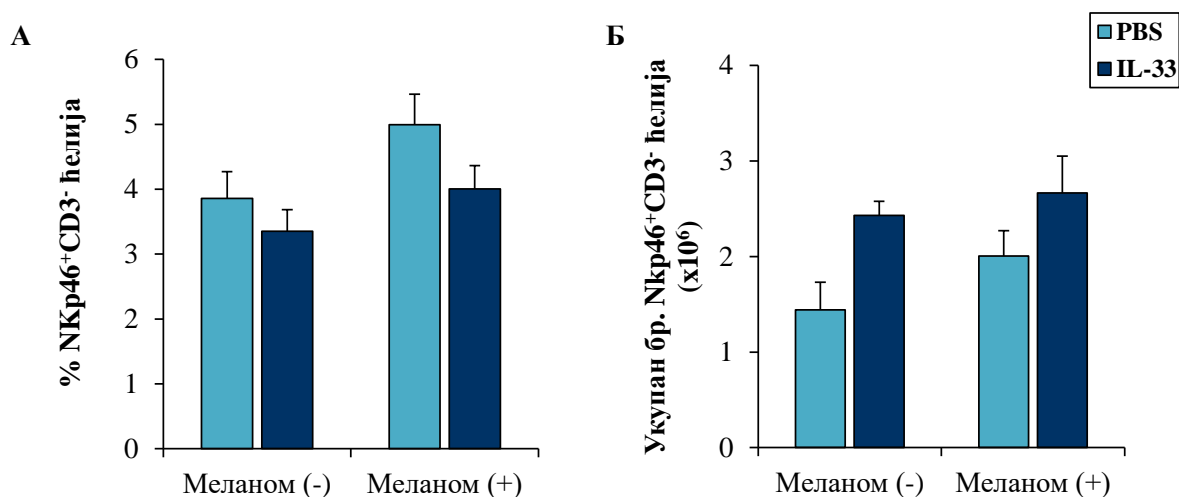 А
% NKp46⁺CD3⁻ ћелија
6
5
4
3
2
1
0
Меланом (-) Меланом (+)
Б
PBS
IL-33
Укупан бр. Nkp46⁺CD3⁻ ћелија
(x10⁶)
4
3
2
1
0
Меланом (-) Меланом (+)